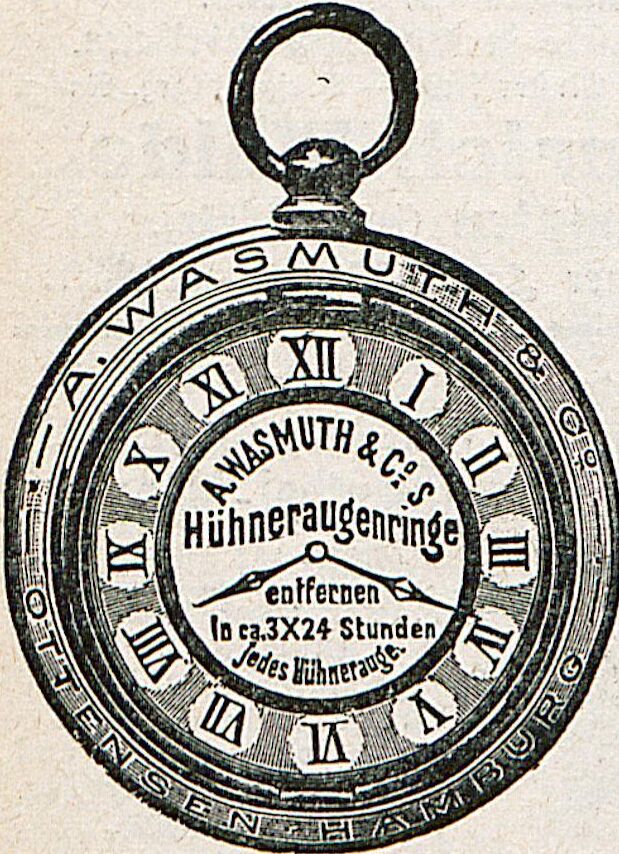 A. WASMUTH & Co.
OTTENSEN-HAMBURG
XII
I
II
III
IV
V
VI
VII
VIII
IX
X
XI
A. WASMUTH & Co. S.
Hühneraugenringe
entfernen
In ca. 3X24 Stunden
jedes Hühnerauge.